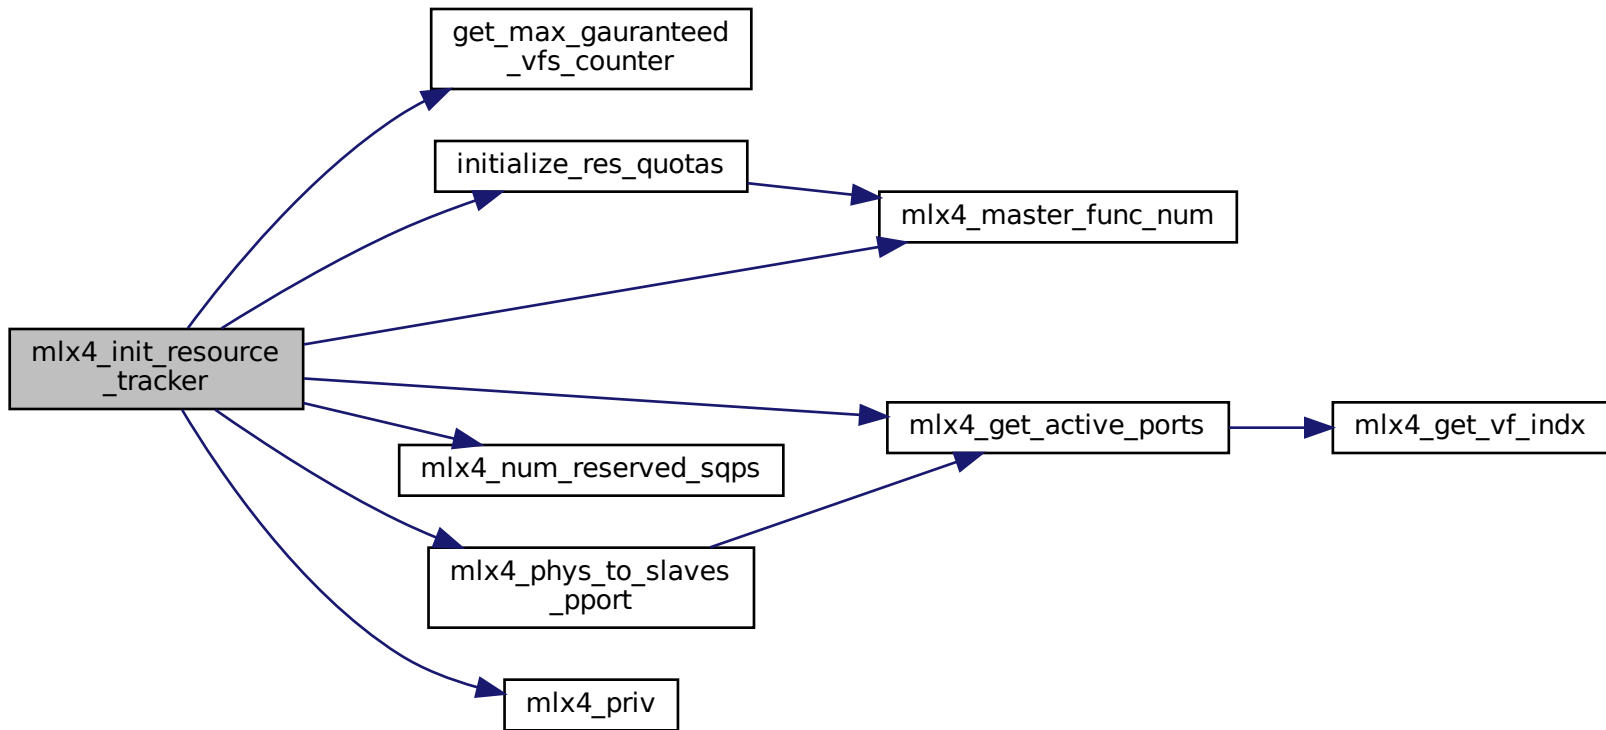 get_max_gauranteed
_vfs_counter
initialize_res_quotas
mlx4_master_func_num
mlx4_init_resource
_tracker
mlx4_get_active_ports
mlx4_get_vf_indx
mlx4_num_reserved_sqps
mlx4_phys_to_slaves
_pport
mlx4_priv